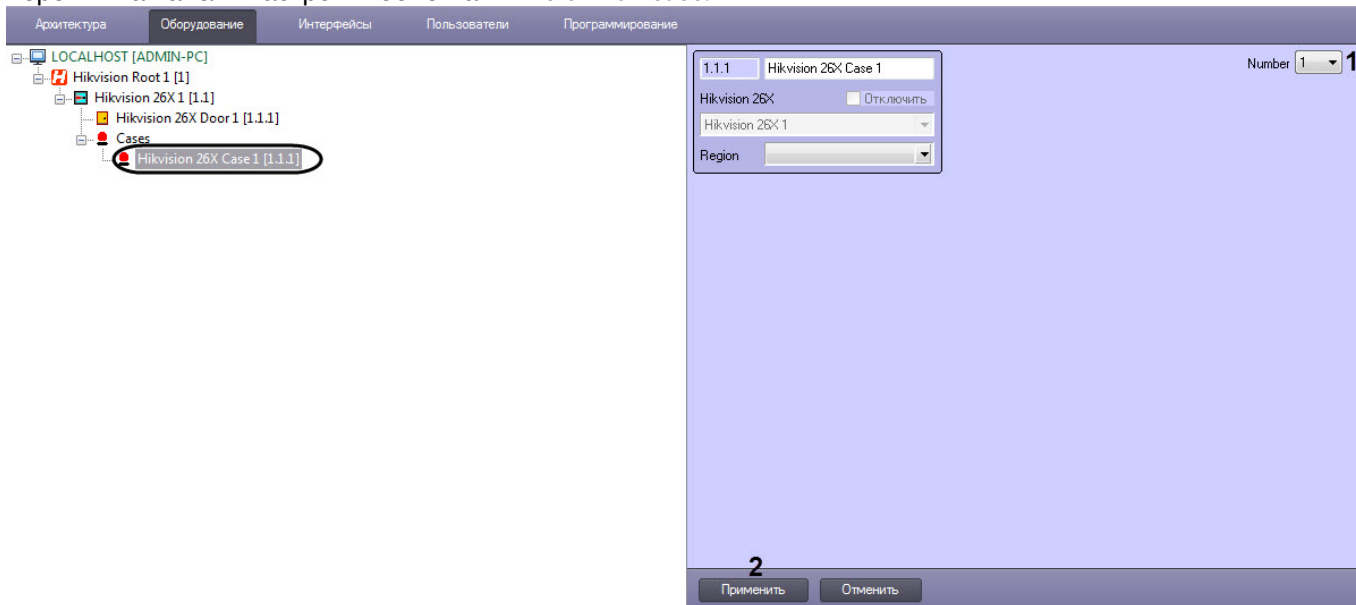 Архитектура Оборудование Интерфейсы Пользователи Программирование
LOCALHOST [ADMIN-PC]
Hikvision Root 1 [1]
Hikvision 26X 1 [1.1]
Hikvision 26X Door 1 [1.1.1]
Cases
Hikvision 26X Case 1 [1.1.1]
1.1.1 Hikvision 26X Case 1
Hikvision 26X Отключить
Hikvision 26X 1
Region
Number 1 1
2
Применить Отменить